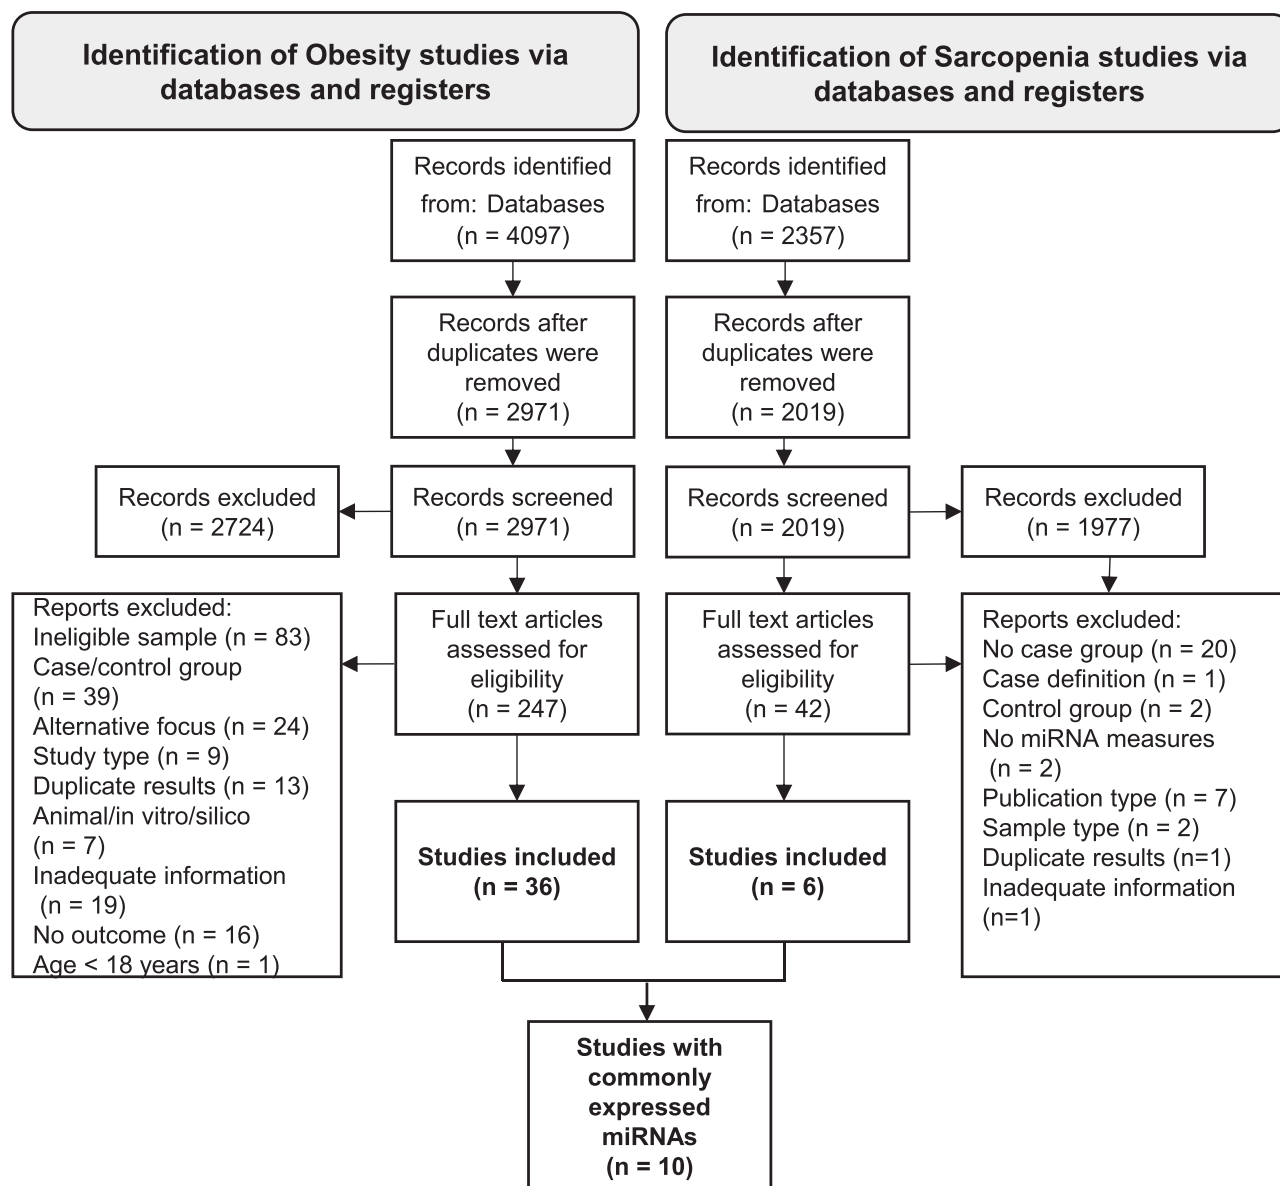 Identification of Obesity studies via
databases and registers
Identification of Sarcopenia studies via
databases and registers
Records identified
from: Databases
(n = 4097)
Records identified
from: Databases
(n = 2357)
Records after
duplicates were
removed
(n = 2971)
Records after
duplicates were
removed
(n = 2019)
Records excluded
(n = 2724)
Records screened
(n = 2971)
Records screened
(n = 2019)
Records excluded
(n = 1977)
Reports excluded:
Ineligible sample (n = 83)
Case/control group
(n = 39)
Alternative focus (n = 24)
Study type (n = 9)
Duplicate results (n = 13)
Animal/in vitro/silico
(n = 7)
Inadequate information
(n = 19)
No outcome (n = 16)
Age < 18 years (n = 1)
Full text articles
assessed for
eligibility
(n = 247)
Full text articles
assessed for
eligibility
(n = 42)
Reports excluded:
No case group (n = 20)
Case definition (n = 1)
Control group (n = 2)
No miRNA measures
(n = 2)
Publication type (n = 7)
Sample type (n = 2)
Duplicate results (n=1)
Inadequate information
(n=1)
Studies included
(n = 36)
Studies included
(n = 6)
Studies with
commonly
expressed
miRNAs
(n = 10)